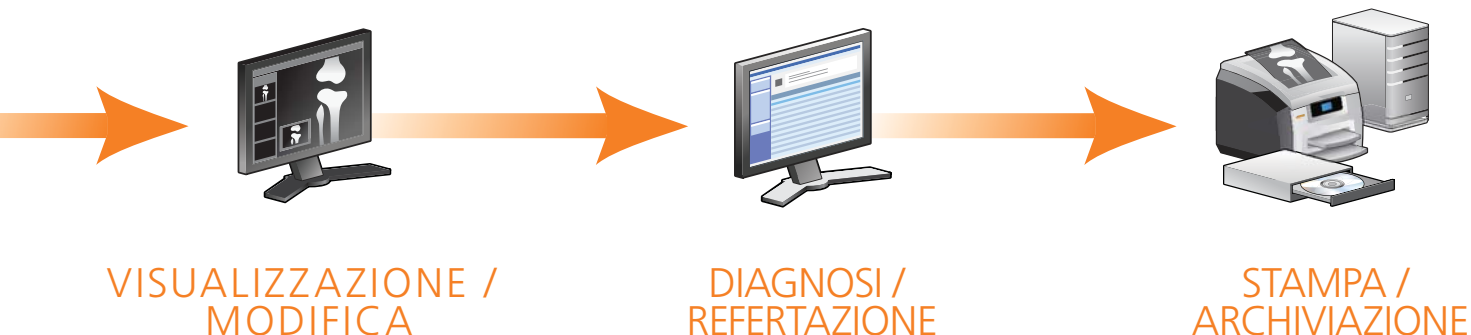 VISUALIZZAZIONE /
MODIFICA
DIAGNOSI /
REFERTAZIONE
STAMPA /
ARCHIVIAZIONE